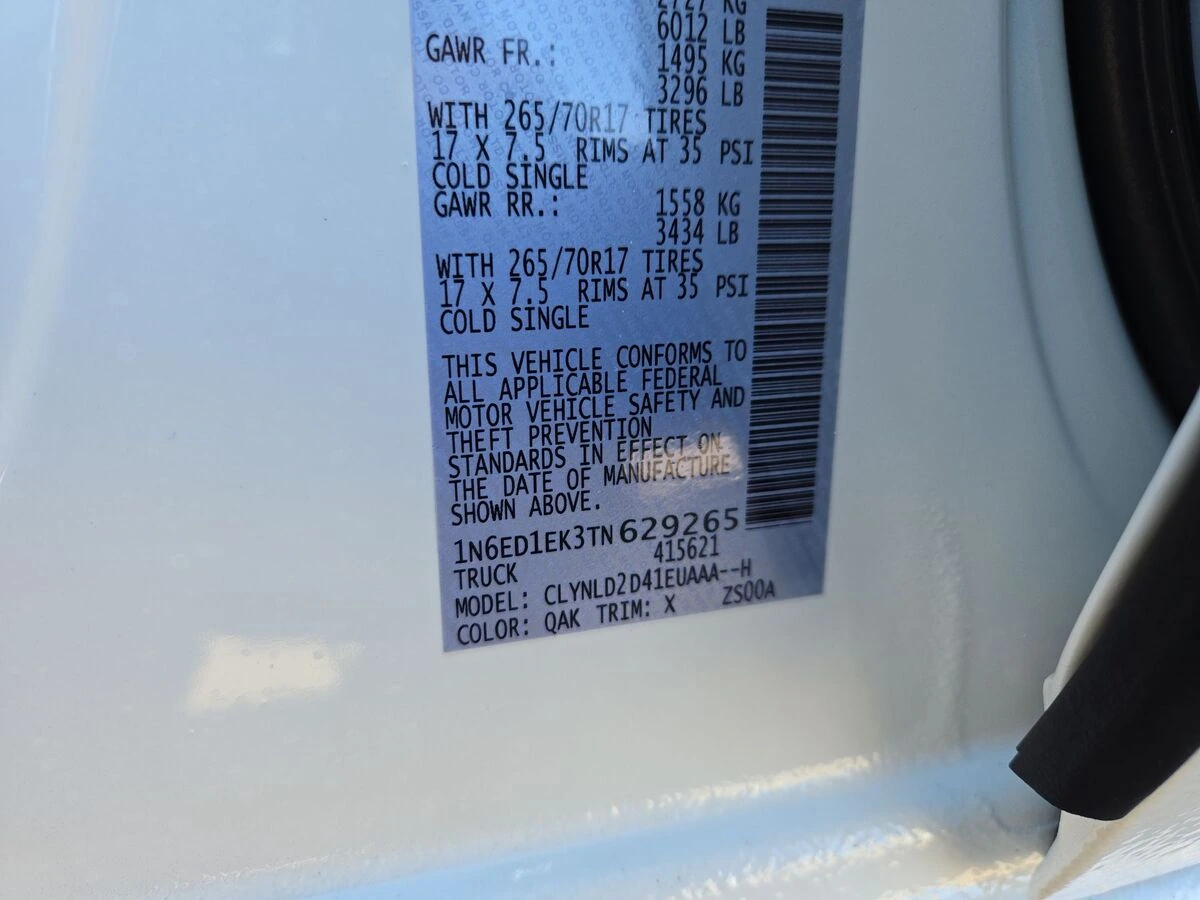 2727 KG
6012 LB
GAWR FR.: 1495 KG
3296 LB
WITH 265/70R17 TIRES
17 X 7.5 RIMS AT 35 PSI
COLD SINGLE
GAWR RR.: 1558 KG
3434 LB
WITH 265/70R17 TIRES
17 X 7.5 RIMS AT 35 PSI
COLD SINGLE
THIS VEHICLE CONFORMS TO
ALL APPLICABLE FEDERAL
MOTOR VEHICLE SAFETY AND
THEFT PREVENTION
STANDARDS IN EFFECT ON
THE DATE OF MANUFACTURE
SHOWN ABOVE.
1N6ED1EK3TN629265
TRUCK 415621
MODEL: CLYNLD2D41EUAAA--H
COLOR: QAK TRIM: X ZS00A